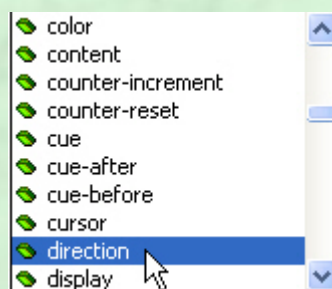 color
content
counter-increment
counter-reset
cue
cue-after
cue-before
cursor
direction
display